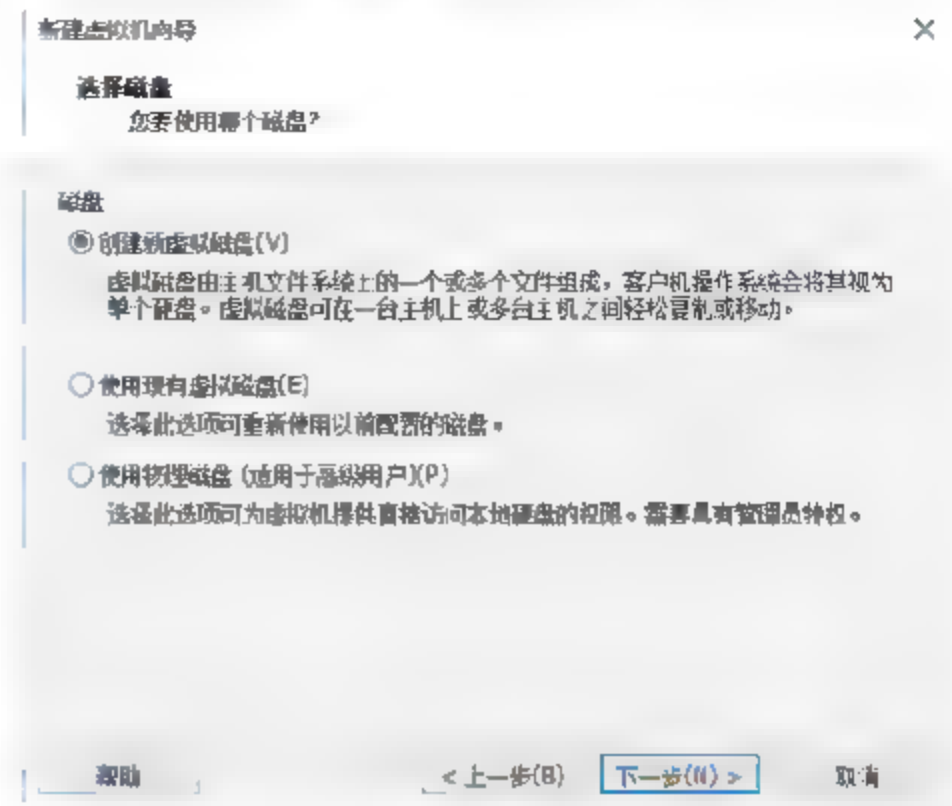 新建虚拟机向导
选择磁盘
您要使用哪个磁盘?
磁盘
创建新虚拟磁盘(V)
虚拟磁盘由主机文件系统上的一个或多个文件组成，客户机操作系统会将其视为
单个硬盘。虚拟磁盘可在一台主机上或多台主机之间轻松复制或移动。
使用现有虚拟磁盘(E)
选择此选项可重新使用以前配置的磁盘。
使用物理磁盘 (适用于高级用户)(P)
选择此选项可为虚拟机提供直接访问本地硬盘的权限。需要具有管理员特权。
帮助
< 上一步(B)
下一步(N) >
取消